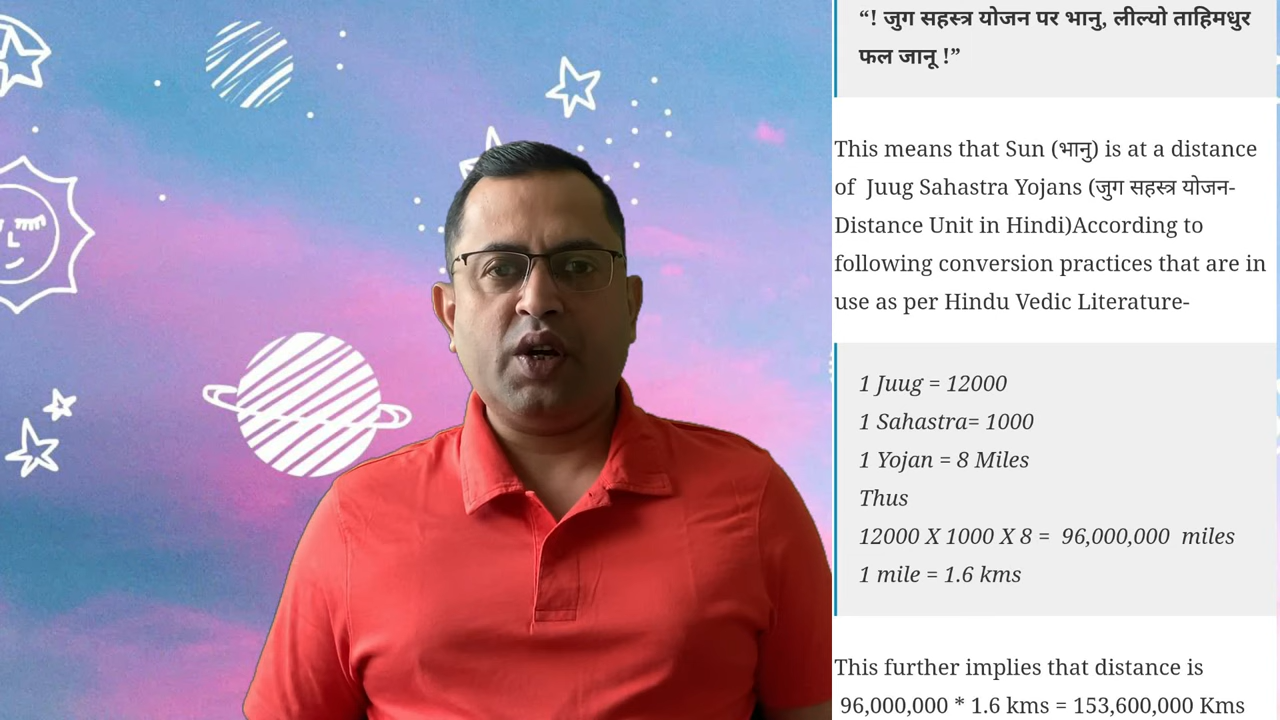 “! जुग सहस्त्र योजन पर भानु, लील्यो ताहिमधुर
फल जानू !”
This means that Sun (भानु) is at a distance
of Juug Sahastra Yojans (जुग सहस्त्र योजन-
Distance Unit in Hindi)According to
following conversion practices that are in
use as per Hindu Vedic Literature-
1 Juug = 12000
1 Sahastra= 1000
1 Yojan = 8 Miles
Thus
12000 X 1000 X 8 = 96,000,000 miles
1 mile = 1.6 kms
This further implies that distance is
96,000,000 * 1.6 kms = 153,600,000 Kms